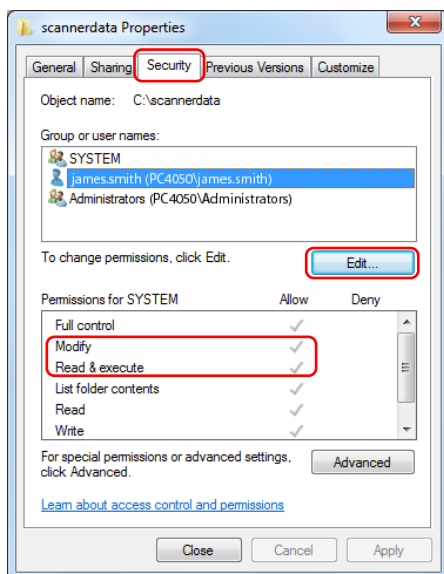 scannerdata Properties
General Sharing Security Previous Versions Customize
Object name: C:\scannerdata
Group or user names:
SYSTEM
james.smith (PC4050\james.smith)
Administrators (PC4050\Administrators)
To change permissions, click Edit.
Edit...
Permissions for SYSTEM Allow Deny
Full control
Modify
Read & execute
List folder contents
Read
Write
For special permissions or advanced settings,
click Advanced.
Advanced
Learn about access control and permissions
Close Cancel Apply